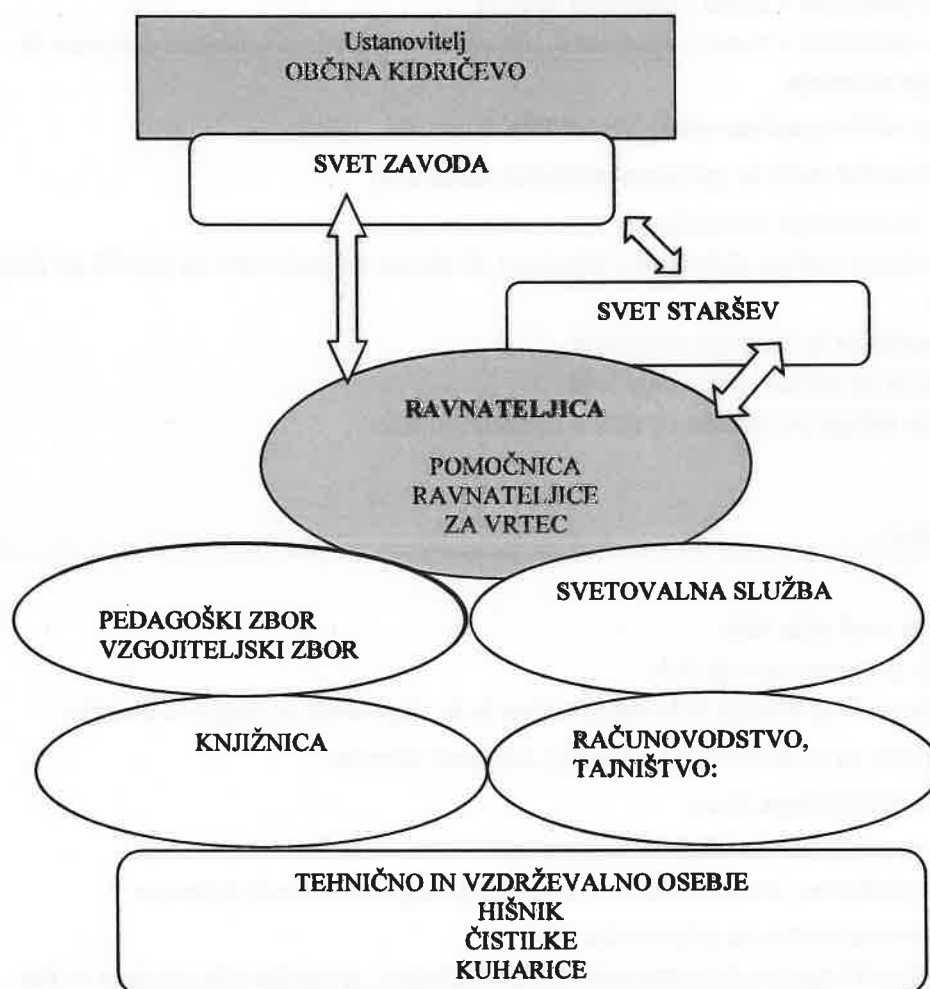 Ustanovitelj
OBČINA KIDRIČEVO
SVET ZAVODA
SVET STARŠEV
RAVNATELJICA
POMOČNICA
RAVNATELJICE
ZA VRTEC
PEDAGOŠKI ZBOR
VZGOJITELJSKI ZBOR
SVETOVALNA SLUŽBA
KNJIŽNICA
RAČUNOVODSTVO,
TAJNIŠTVO:
TEHNIČNO IN VZDRŽEVALNO OSEBJE
HIŠNIK
ČISTILKE
KUHARICE